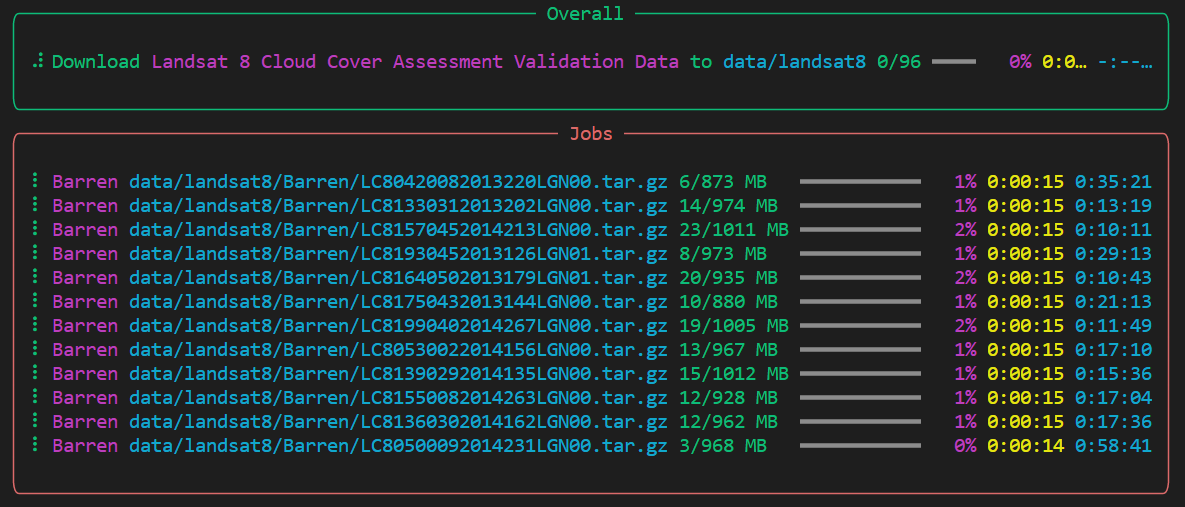 Overall
Download Landsat 8 Cloud Cover Assessment Validation Data to data/landsat8 0/96 0% 0:0… -:--…
Jobs
Barren data/landsat8/Barren/LC80420082013220LGN00.tar.gz 6/873 MB 1% 0:00:15 0:35:21
Barren data/landsat8/Barren/LC81330312013202LGN00.tar.gz 14/974 MB 1% 0:00:15 0:13:19
Barren data/landsat8/Barren/LC81570452014213LGN00.tar.gz 23/1011 MB 2% 0:00:15 0:10:11
Barren data/landsat8/Barren/LC81930452013126LGN01.tar.gz 8/973 MB 1% 0:00:15 0:29:13
Barren data/landsat8/Barren/LC81640502013179LGN01.tar.gz 20/935 MB 2% 0:00:15 0:10:43
Barren data/landsat8/Barren/LC81750432013144LGN00.tar.gz 10/880 MB 1% 0:00:15 0:21:13
Barren data/landsat8/Barren/LC81990402014267LGN00.tar.gz 19/1005 MB 2% 0:00:15 0:11:49
Barren data/landsat8/Barren/LC80530022014156LGN00.tar.gz 13/967 MB 1% 0:00:15 0:17:10
Barren data/landsat8/Barren/LC81390292014135LGN00.tar.gz 15/1012 MB 1% 0:00:15 0:15:36
Barren data/landsat8/Barren/LC81550082014263LGN00.tar.gz 12/928 MB 1% 0:00:15 0:17:04
Barren data/landsat8/Barren/LC81360302014162LGN00.tar.gz 12/962 MB 1% 0:00:15 0:17:36
Barren data/landsat8/Barren/LC80500092014231LGN00.tar.gz 3/968 MB 0% 0:00:14 0:58:41